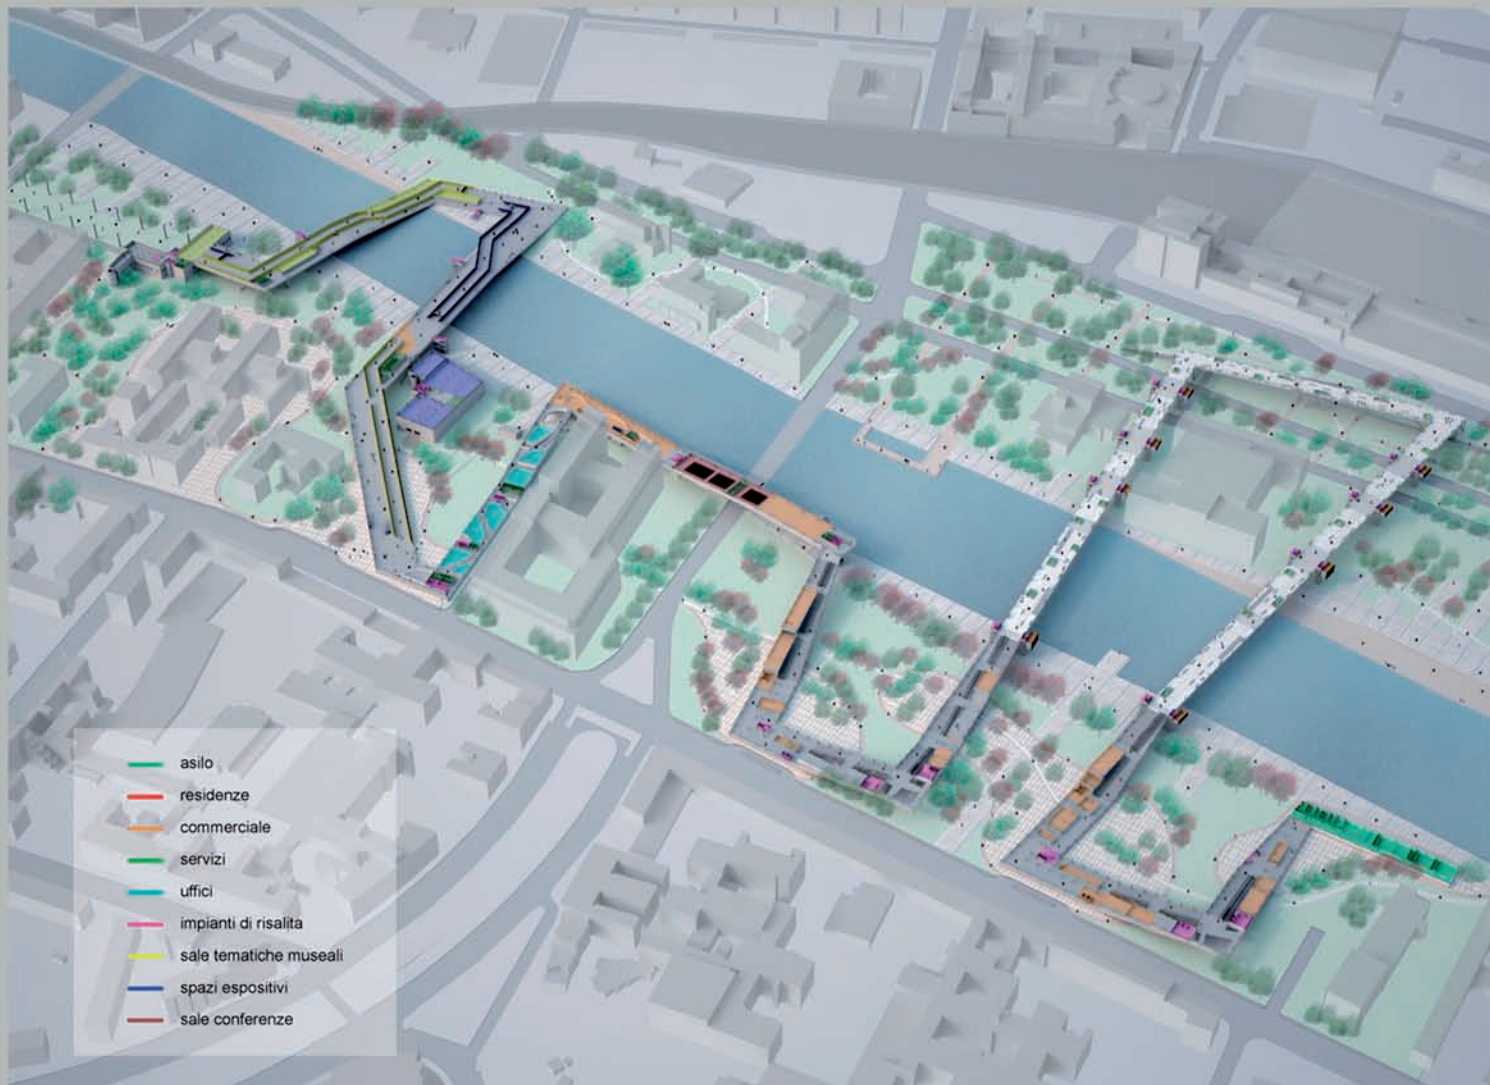 asilo
residenze
commerciale
servizi
uffici
impianti di risalita
sale tematiche museali
spazi espositivi
sale conferenze